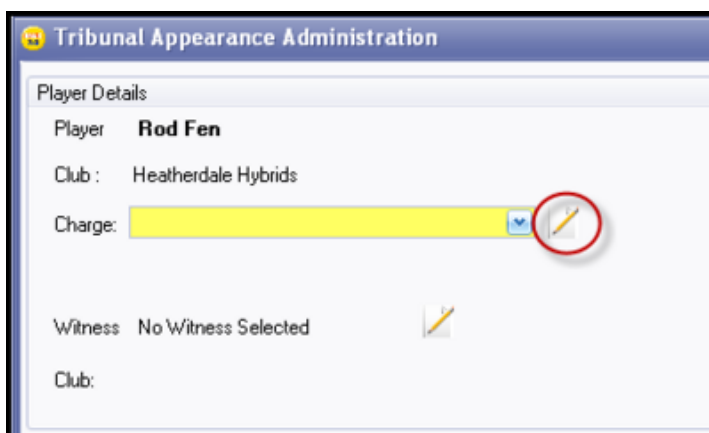 Tribunal Appearance Administration
Player Details
Player Rod Fen
Club : Heatherdale Hybrids
Charge:
Witness No Witness Selected
Club: